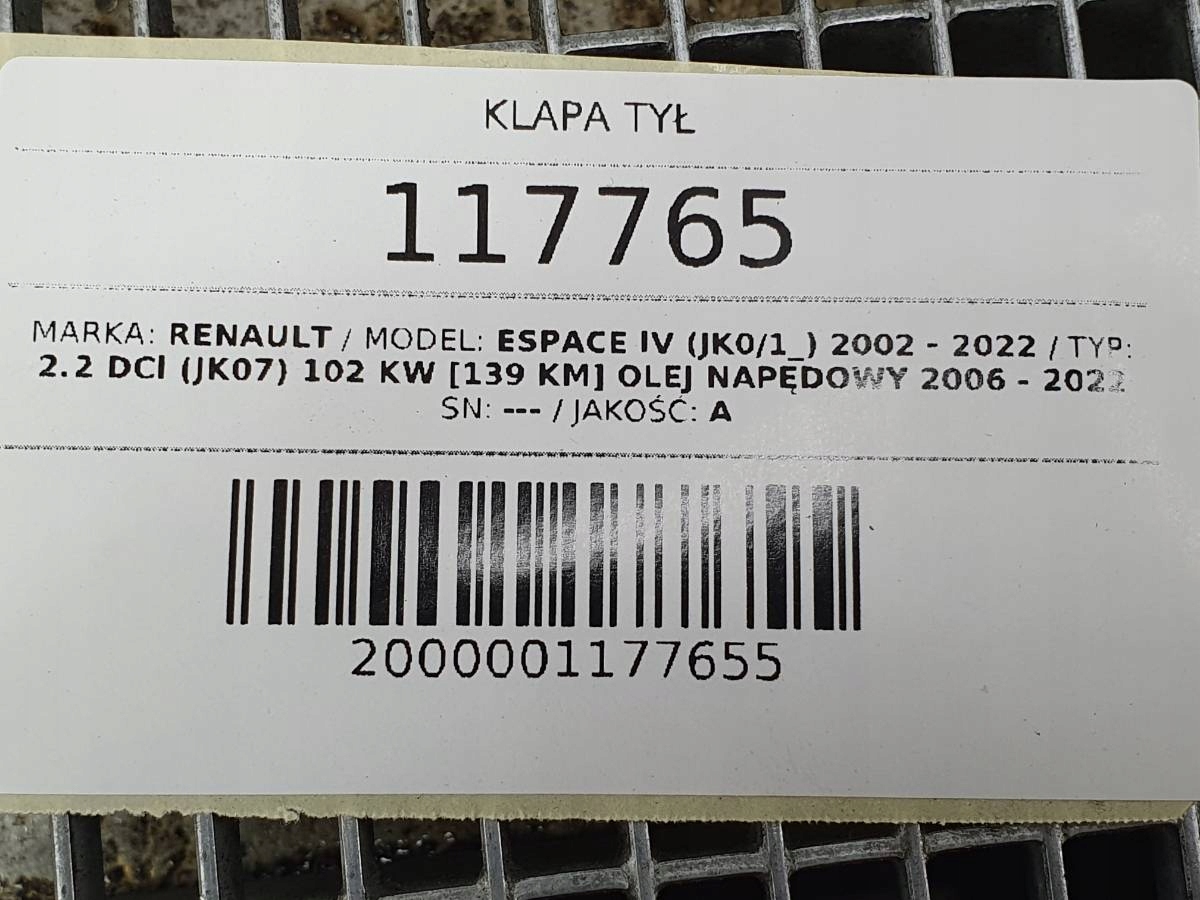 KLAPA TYŁ
117765
MARKA: RENAULT / MODEL: ESPACE IV (JK0/1_) 2002 - 2022 / TYP:
2.2 DCI (JK07) 102 KW [139 KM] OLEJ NAPĘDOWY 2006 - 2022
SN: --- / JAKOŚĆ: A
2000001177655